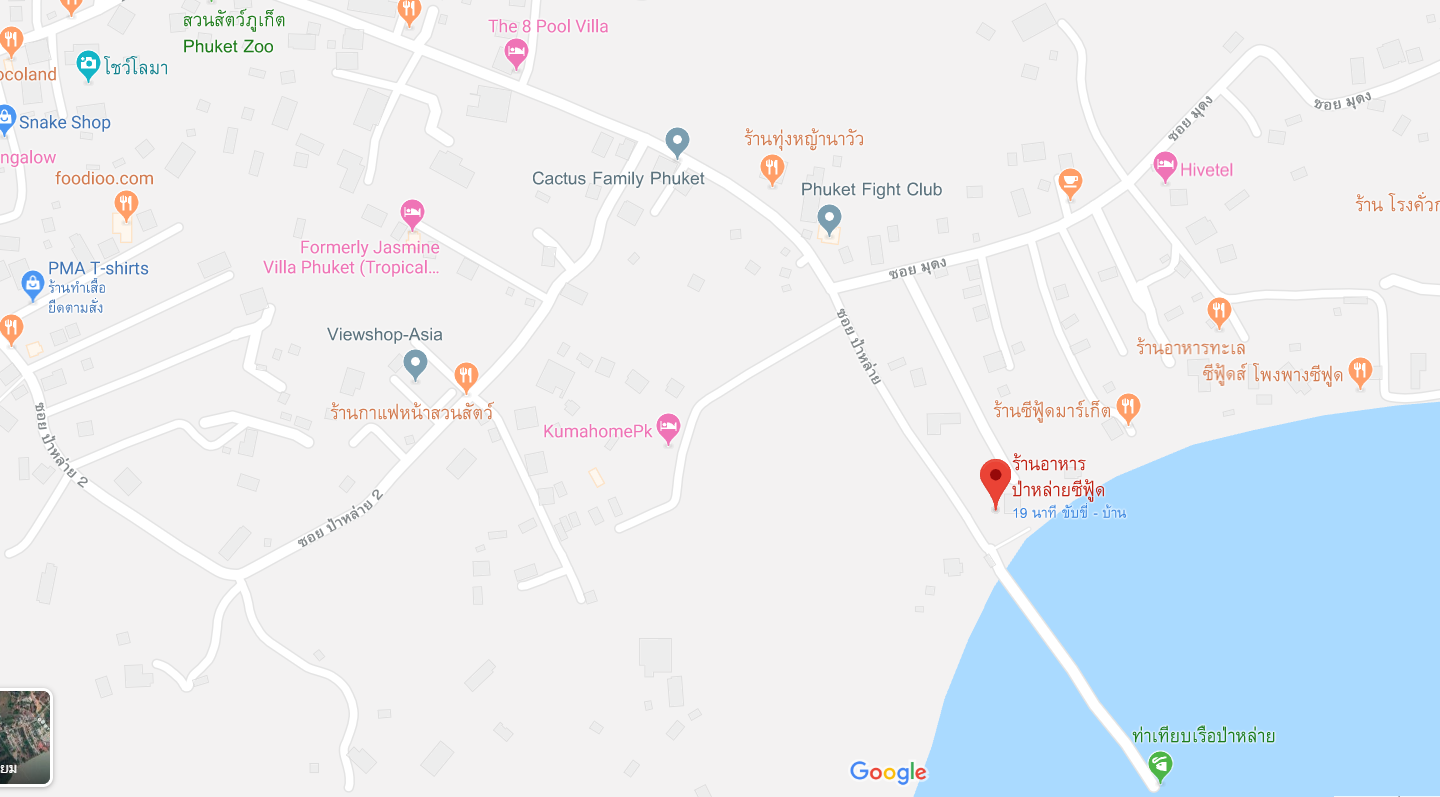 สวนสัตว์ภูเก็ต
Phuket Zoo
The 8 Pool Villa
ocoland
โชว์โลมา
Snake Shop
ngalow
foodioo.com
Cactus Family Phuket
ร้านทุ่งหญ้านาวัว
Phuket Fight Club
ซอย มุดง
ซอย มุดง
Hivetel
ร้าน โรงคั่วก
Formerly Jasmine
Villa Phuket (Tropical...
PMA T-shirts
ร้านทำเสื้อ
ยืดตามสั่ง
ซอย มุดง
Viewshop-Asia
ซอย ป่าหล่าย
ร้านอาหารทะเล
ซีฟู้ดส์
โพงพางซีฟูด
ร้านกาแฟหน้าสวนสัตว์
ร้านซีฟู้ดมาร์เก็ต
KumahomePk
ซอย ป่าหล่าย 2
ร้านอาหาร
ป่าหล่ายซีฟู้ด
19 นาที ขับขี่ - บ้าน
ซอย ป่าหล่าย 2
ท่าเทียบเรือป่าหล่าย
ยม
Google